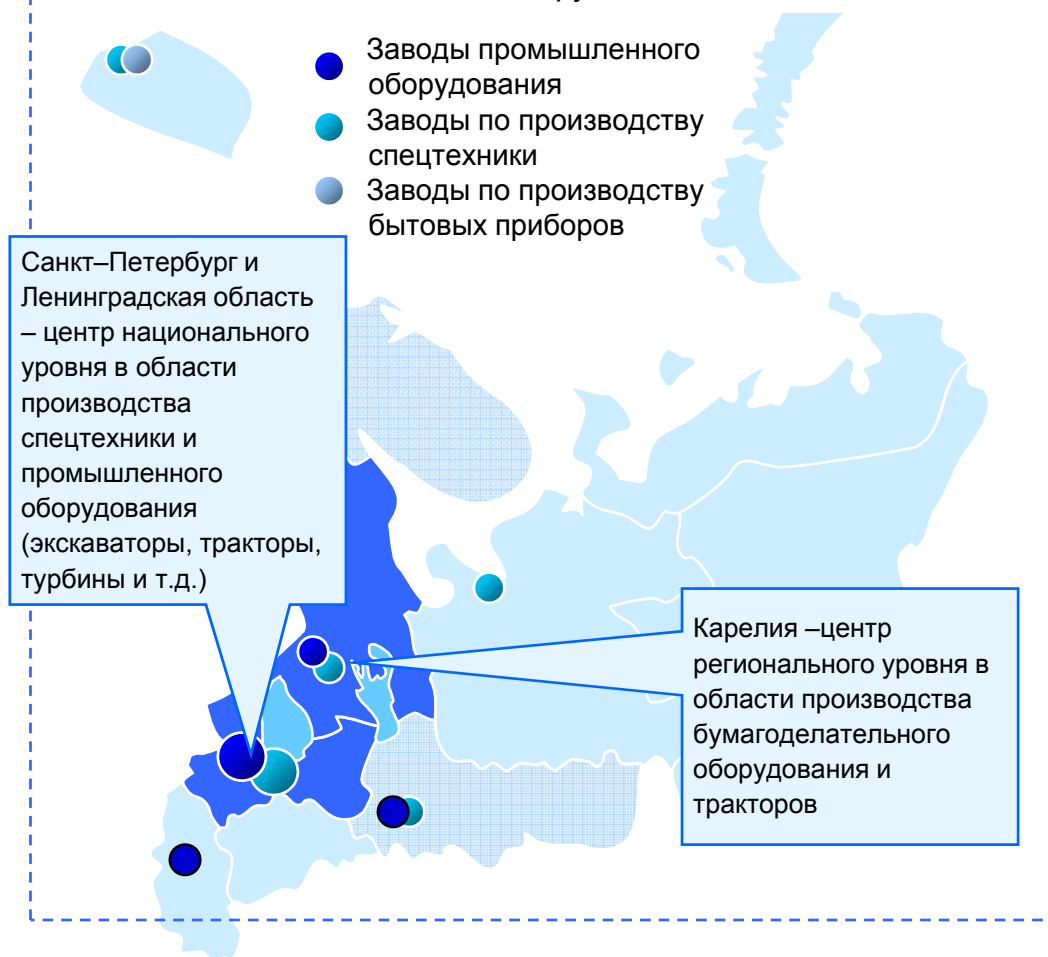 Заводы промышленного
оборудования
Заводы по производству
спецтехники
Заводы по производству
бытовых приборов
Санкт–Петербург и
Ленинградская область
– центр национального
уровня в области
производства
спецтехники и
промышленного
оборудования
(экскаваторы, тракторы,
турбины и т.д.)
Карелия –центр
регионального уровня в
области производства
бумагоделательного
оборудования и
тракторов